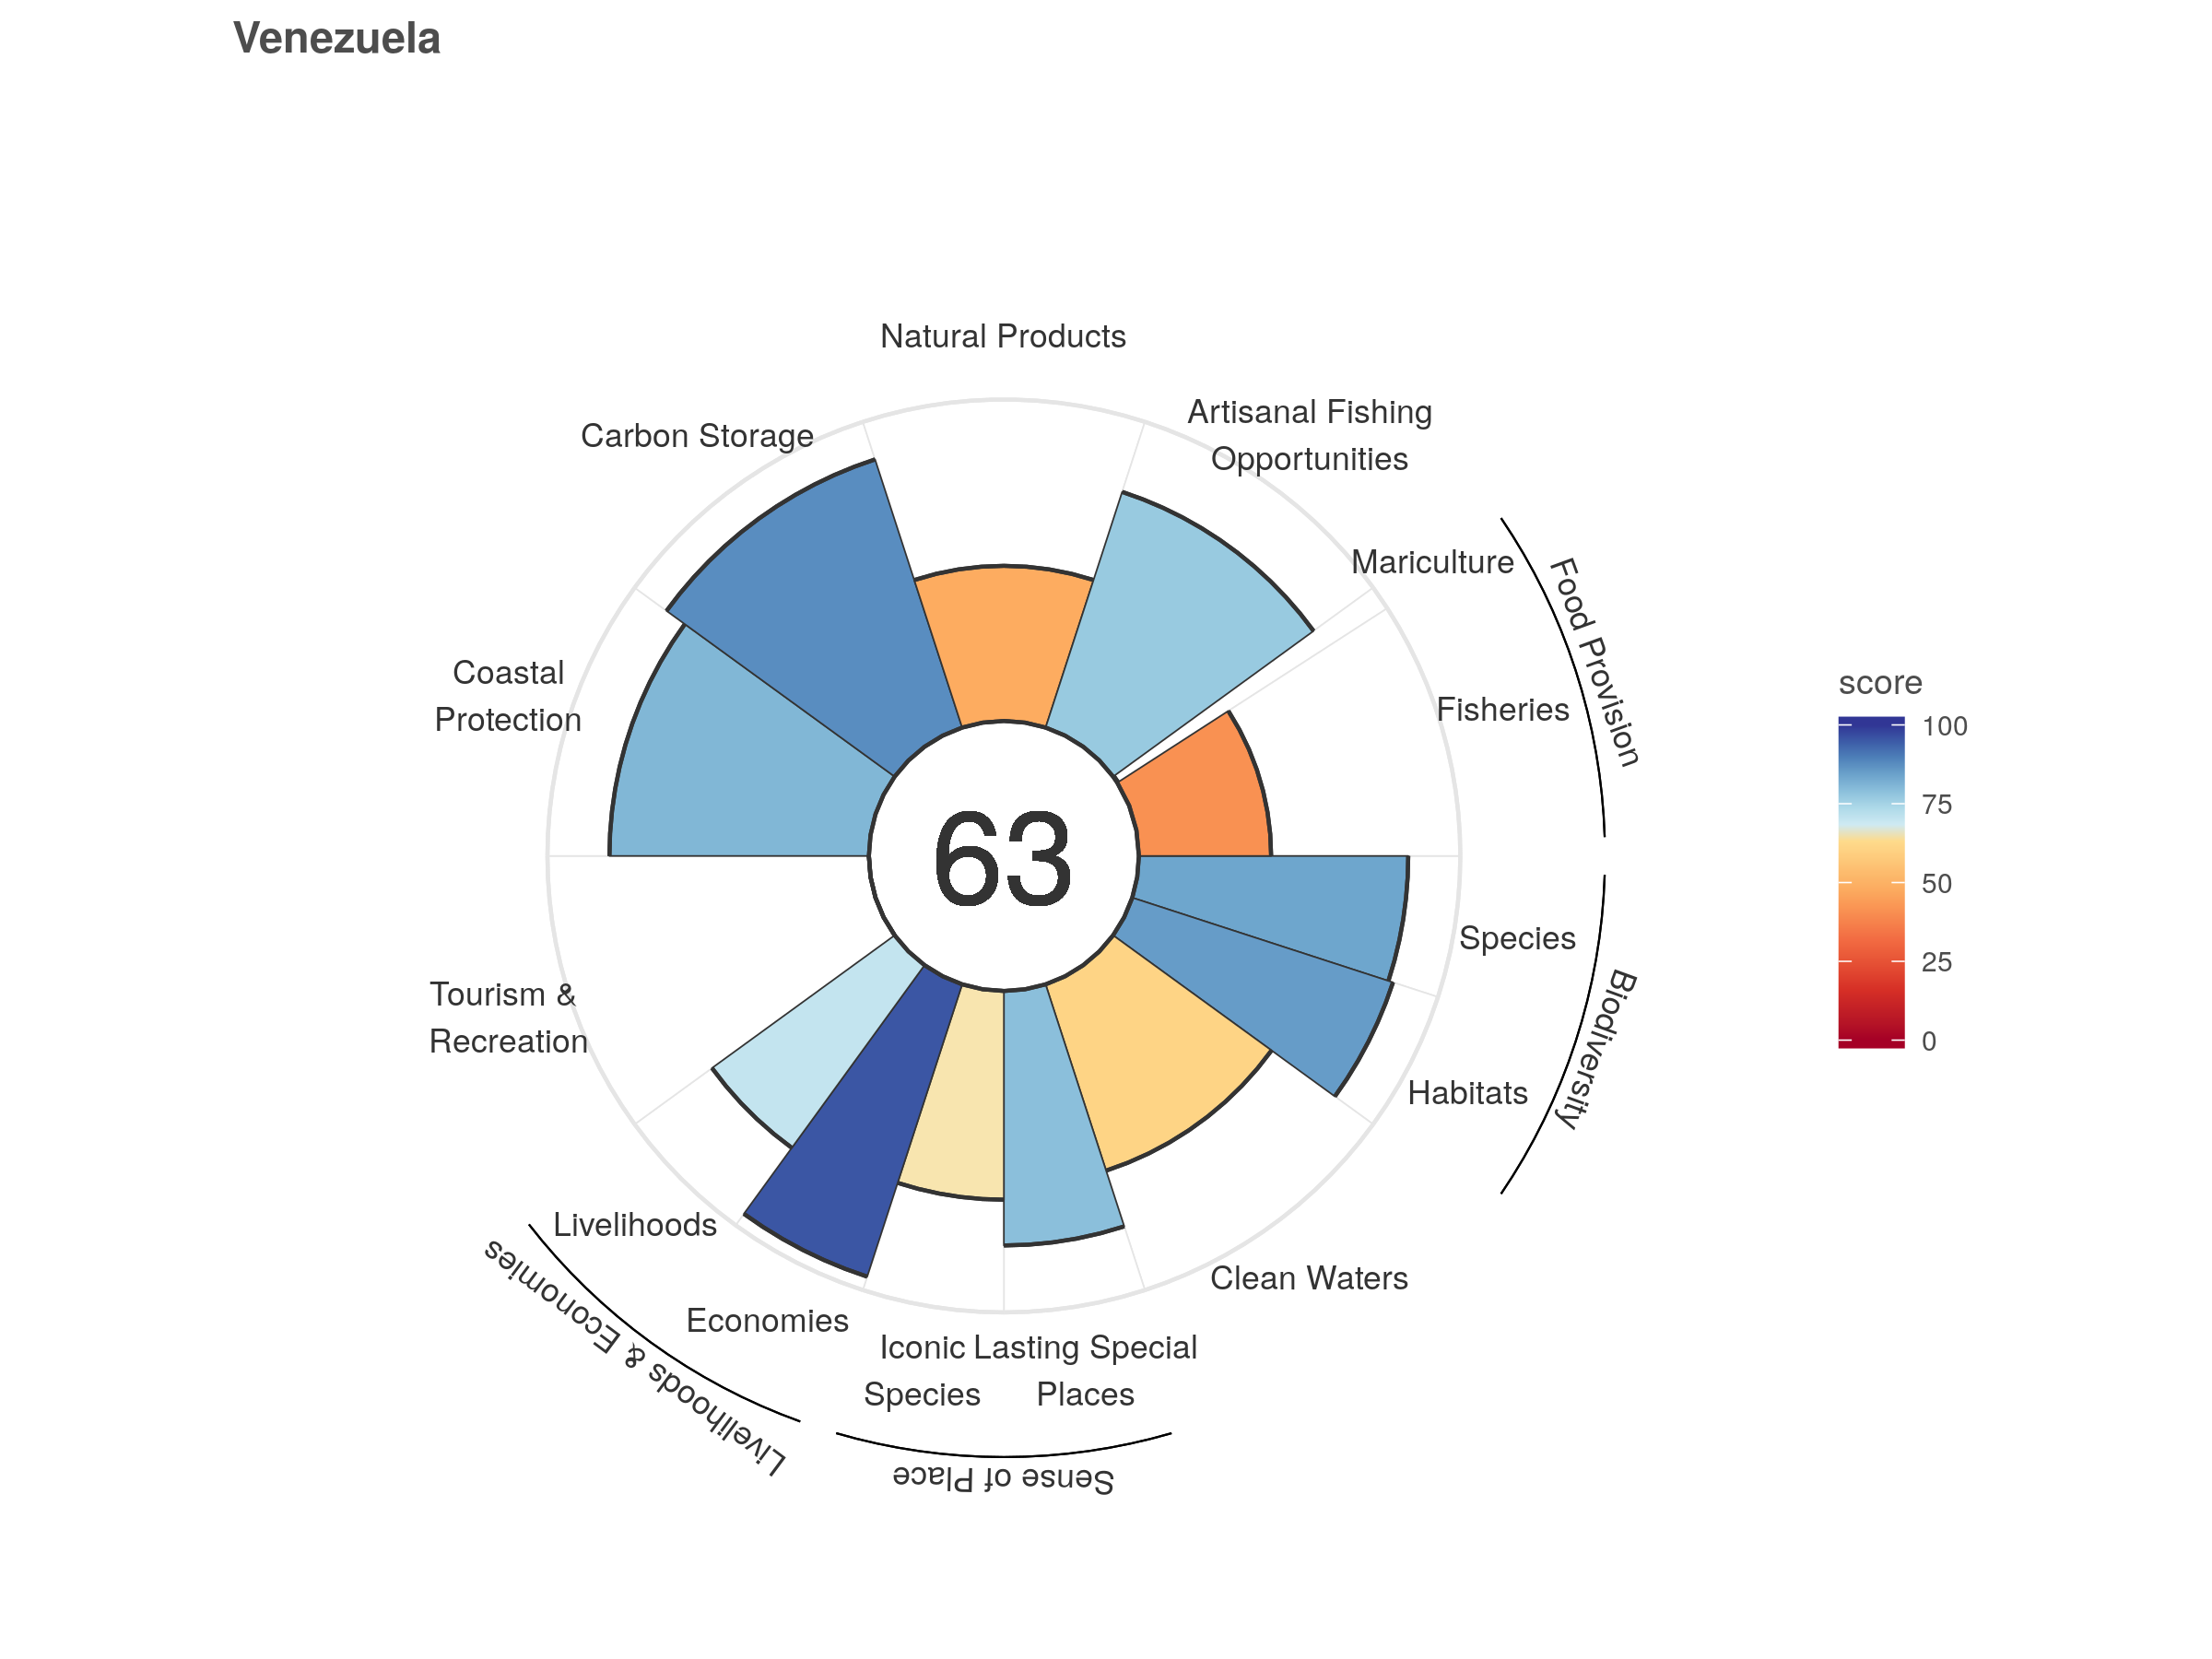 Venezuela
Natural Products
Artisanal Fishing
Opportunities
Carbon Storage
Mariculture
Food Provision
Coastal
Protection
Fisheries
score
100
75
50
25
0
63
Species
Biodiversity
Tourism &
Recreation
Habitats
Livelihoods
Clean Waters
Livelihoods & Economies
Economies
Iconic
Species
Lasting Special
Places
Sense of Place